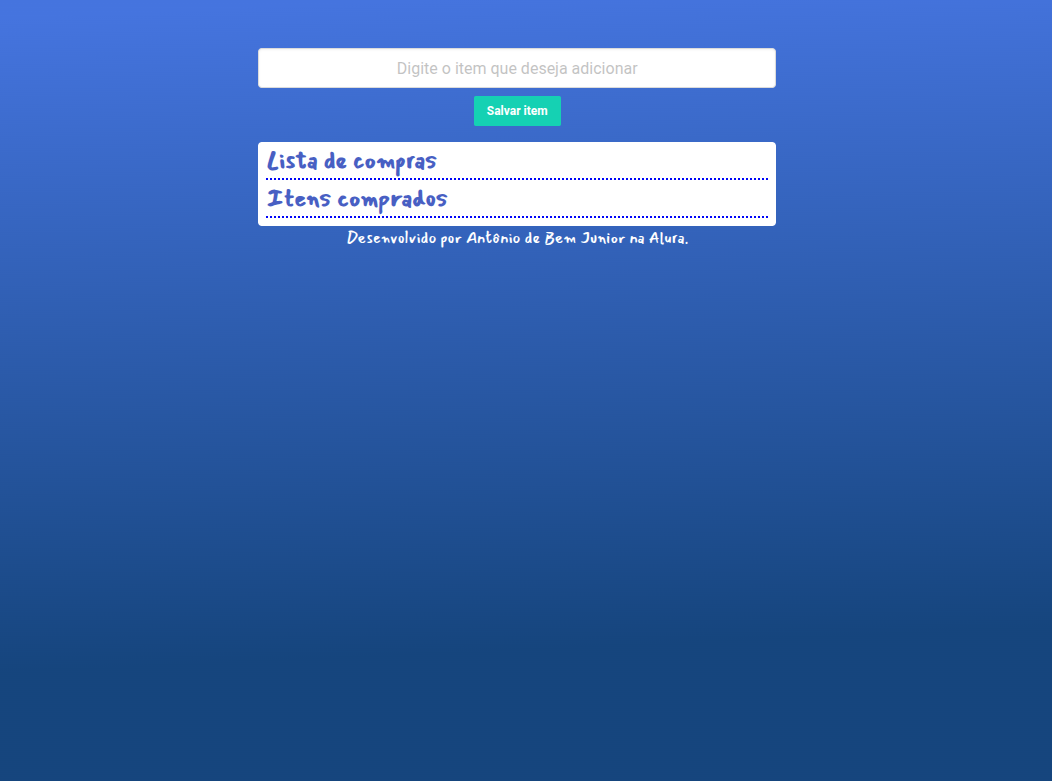 Digite o item que deseja adicionar
Salvar item
Lista de compras
Itens comprados
Desenvolvido por Antônio de Bem Junior na Alura.